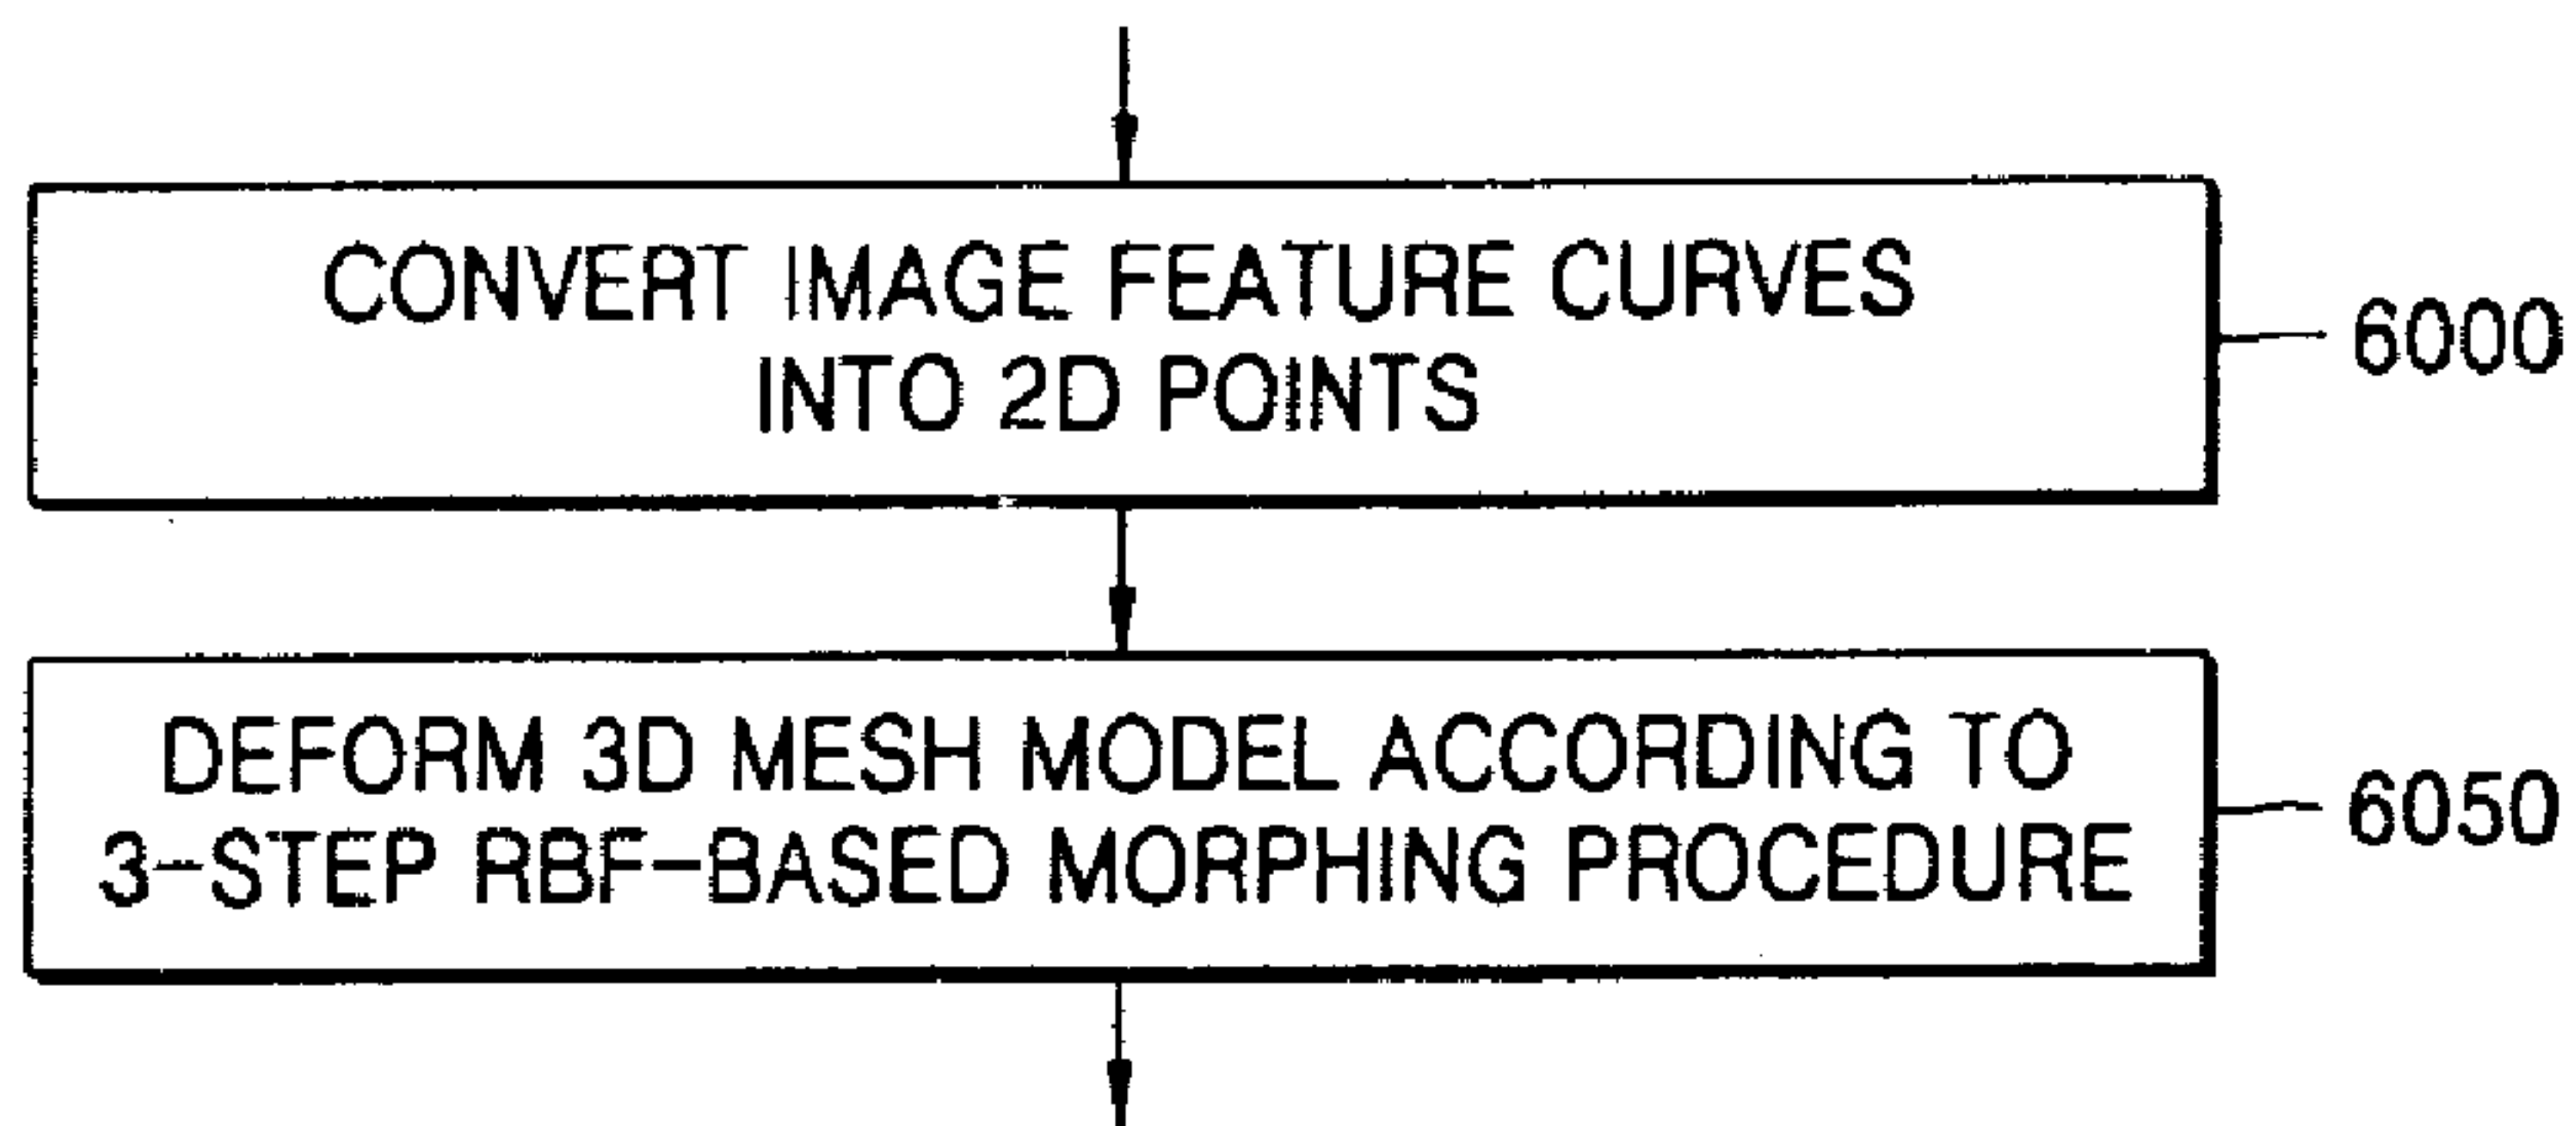 CONVERT IMAGE FEATURE CURVES
INTO 2D POINTS
6000
DEFORM 3D MESH MODEL ACCORDING TO
3-STEP RBF-BASED MORPHING PROCEDURE
6050